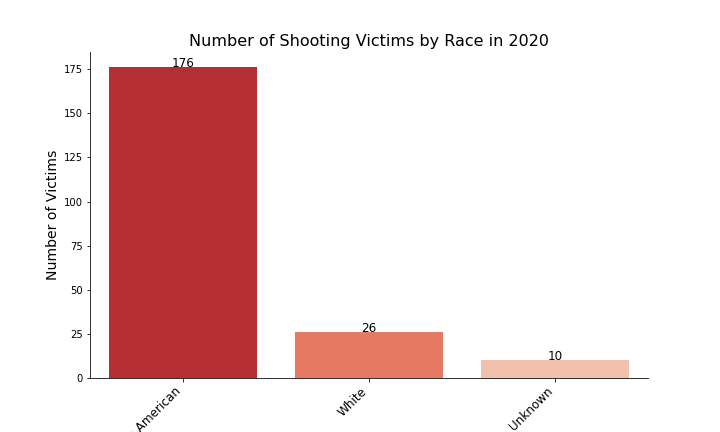 Number of Shooting Victims by Race in 2020
Number of Victims
175
150
125
100
75
50
25
0
176
26
10
American
White
Unknown